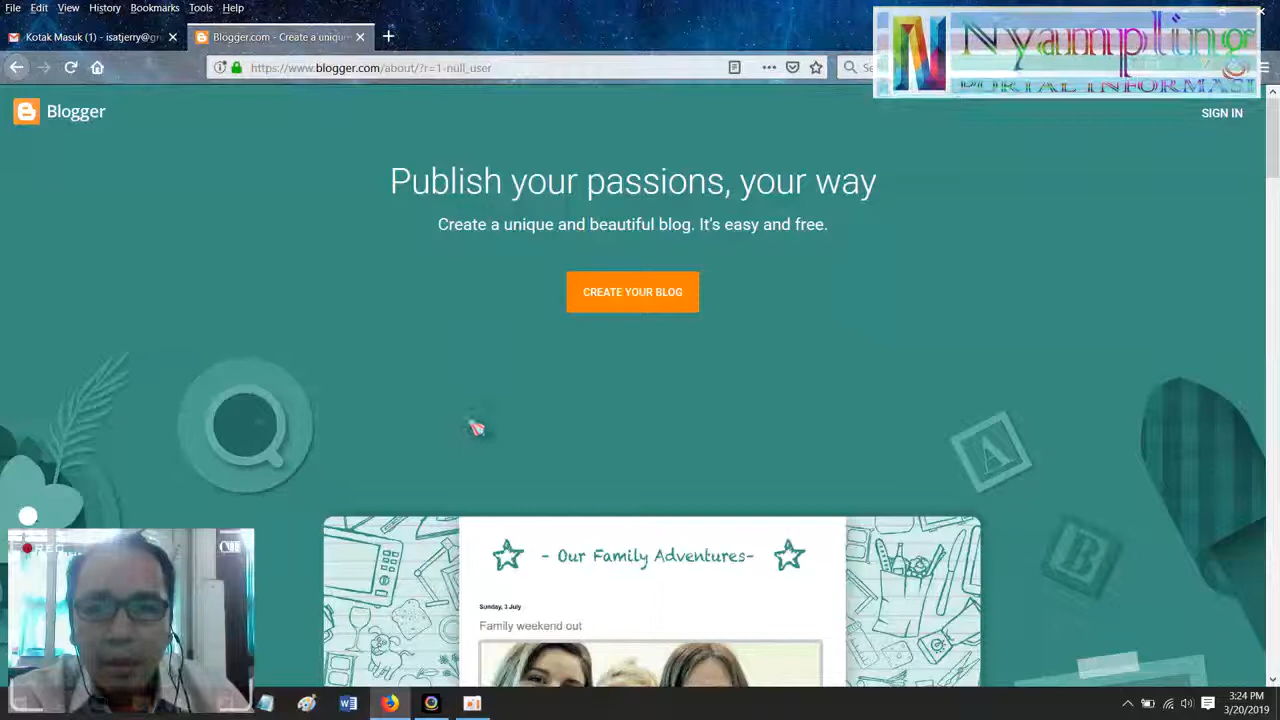 File Edit View History Bookmarks Tools Help
Kotak Masuk (1) - isatjerry@g
Blogger.com - Create a unique
https://www.blogger.com/about/?r=1-null_user
Nyampling
PORTAL INFORMASI
Blogger
SIGN IN
Publish your passions, your way
Create a unique and beautiful blog. It's easy and free.
CREATE YOUR BLOG
A
B
- Our Family Adventures-
Sunday, 3 July
Family weekend out
REC
3:24 PM
3/20/2019